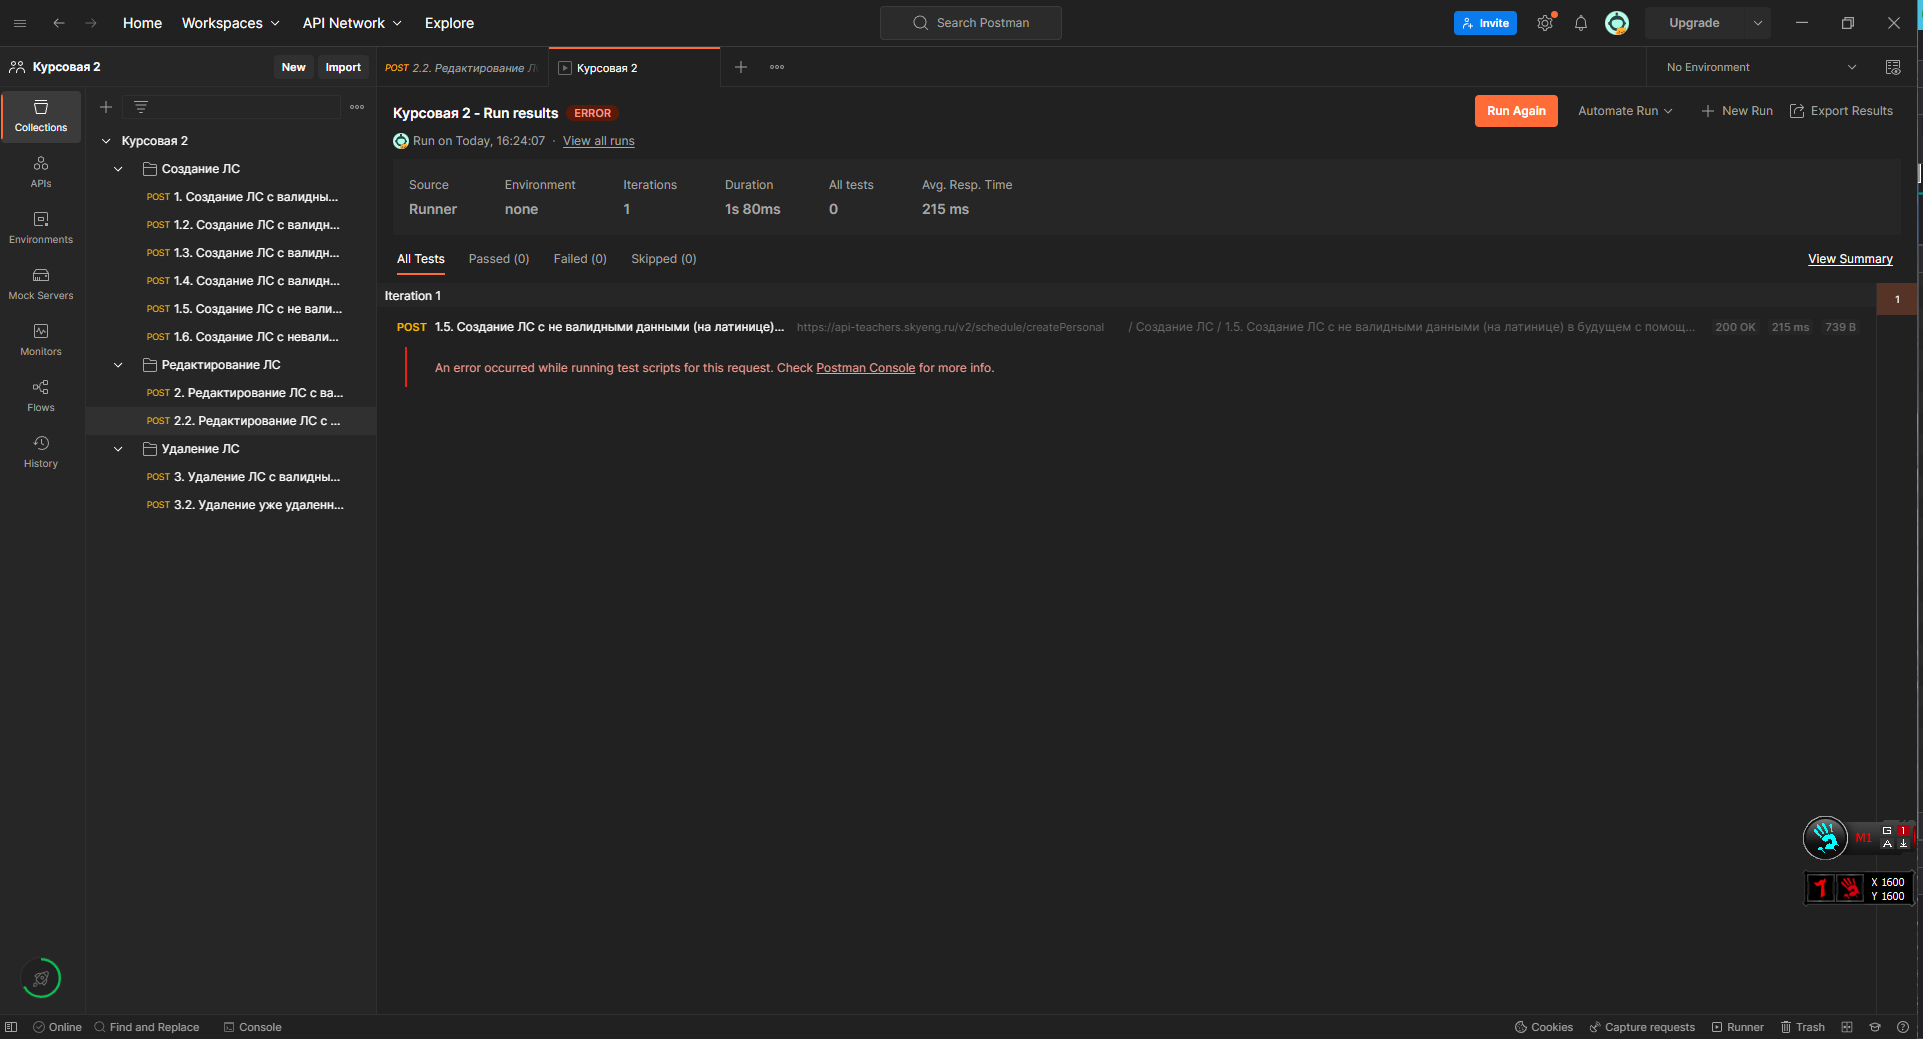 Home Workspaces API Network Explore
Search Postman
Invite
Upgrade
Курсовая 2
New Import
POST 2.2. Редактирование Л
Курсовая 2
No Environment
Collections
APIs
Environments
Mock Servers
Monitors
Flows
History
Курсовая 2
Создание ЛС
POST 1. Создание ЛС с валидны...
POST 1.2. Создание ЛС с валидн...
POST 1.3. Создание ЛС с валидн...
POST 1.4. Создание ЛС с валидн...
POST 1.5. Создание ЛС с не вали...
POST 1.6. Создание ЛС с невали...
Редактирование ЛС
POST 2. Редактирование ЛС с ва...
POST 2.2. Редактирование ЛС с ...
Удаление ЛС
POST 3. Удаление ЛС с валидны...
POST 3.2. Удаление уже удаленн...
Курсовая 2 - Run results ERROR
Run Again Automate Run New Run Export Results
Run on Today, 16:24:07 · View all runs
Source Environment Iterations Duration All tests Avg. Resp. Time
Runner none 1 1s 80ms 0 215 ms
All Tests Passed (0) Failed (0) Skipped (0) View Summary
Iteration 1
1
POST 1.5. Создание ЛС с не валидными данными (на латинице)... https://api-teachers.skyeng.ru/v2/schedule/createPersonal / Создание ЛС / 1.5. Создание ЛС с не валидными данными (на латинице) в будущем с помощ... 200 OK 215 ms 739 B
An error occurred while running test scripts for this request. Check Postman Console for more info.
M1 G 1
A
X 1600
Y 1600
Online Find and Replace Console
Cookies Capture requests Runner Trash